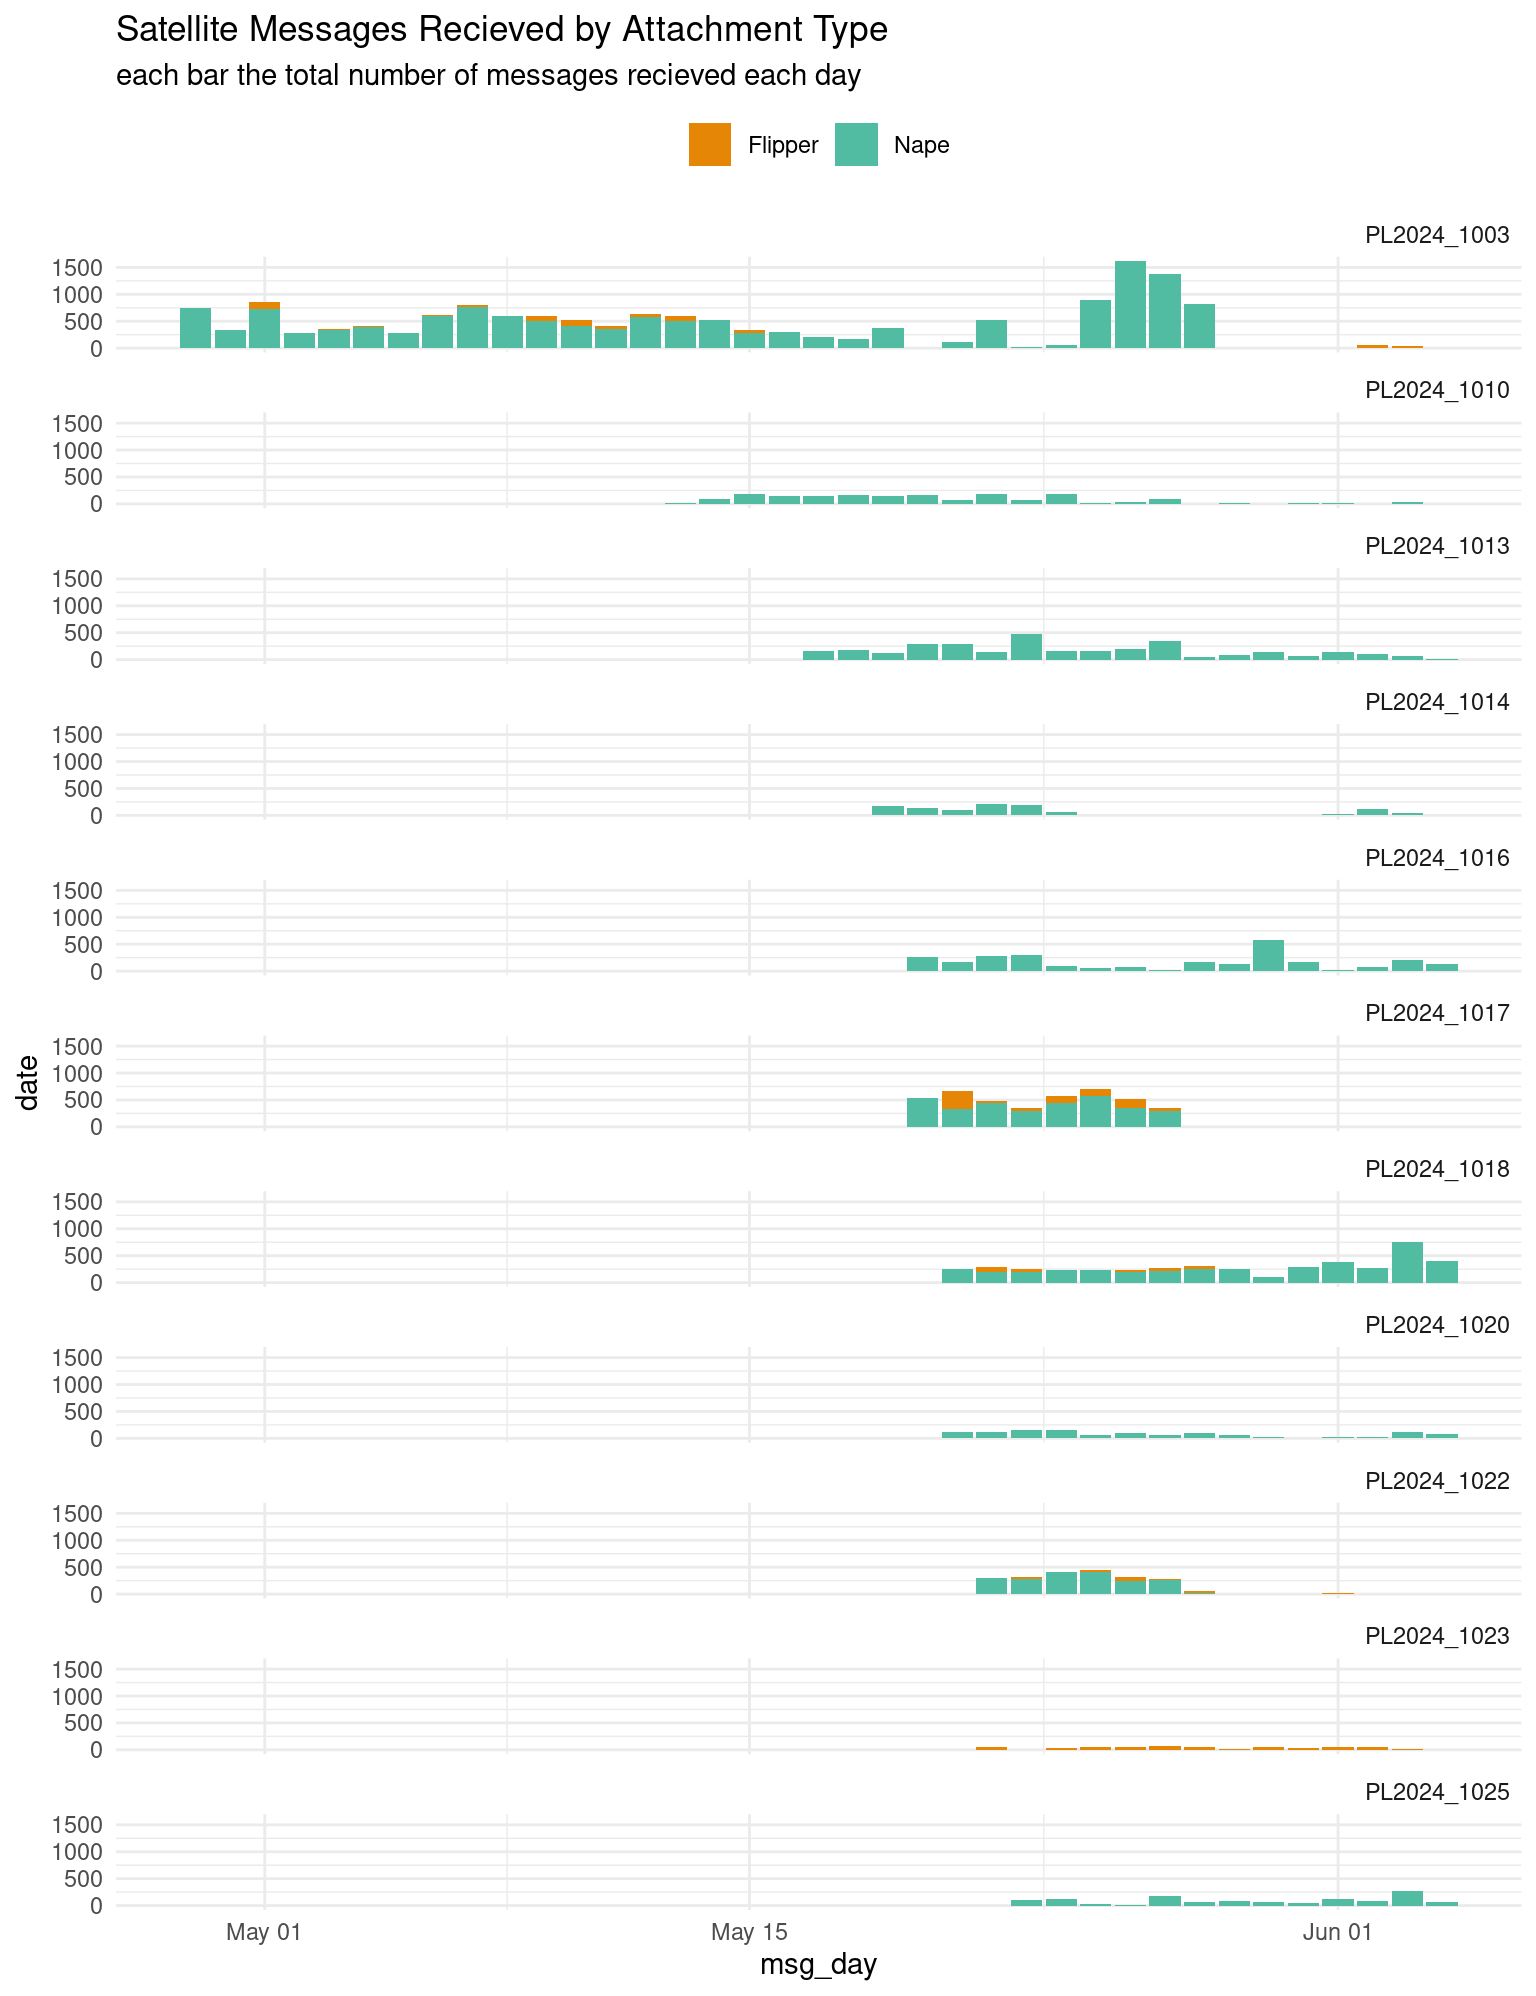 Satellite Messages Recieved by Attachment Type
each bar the total number of messages recieved each day
Flipper Nape
PL2024_1003
1500
1000
500
0
PL2024_1010
1500
1000
500
0
PL2024_1013
1500
1000
500
0
PL2024_1014
1500
1000
500
0
PL2024_1016
1500
1000
500
0
PL2024_1017
1500
1000
500
0
date
PL2024_1018
1500
1000
500
0
PL2024_1020
1500
1000
500
0
PL2024_1022
1500
1000
500
0
PL2024_1023
1500
1000
500
0
PL2024_1025
1500
1000
500
0
May 01 May 15 Jun 01
msg_day